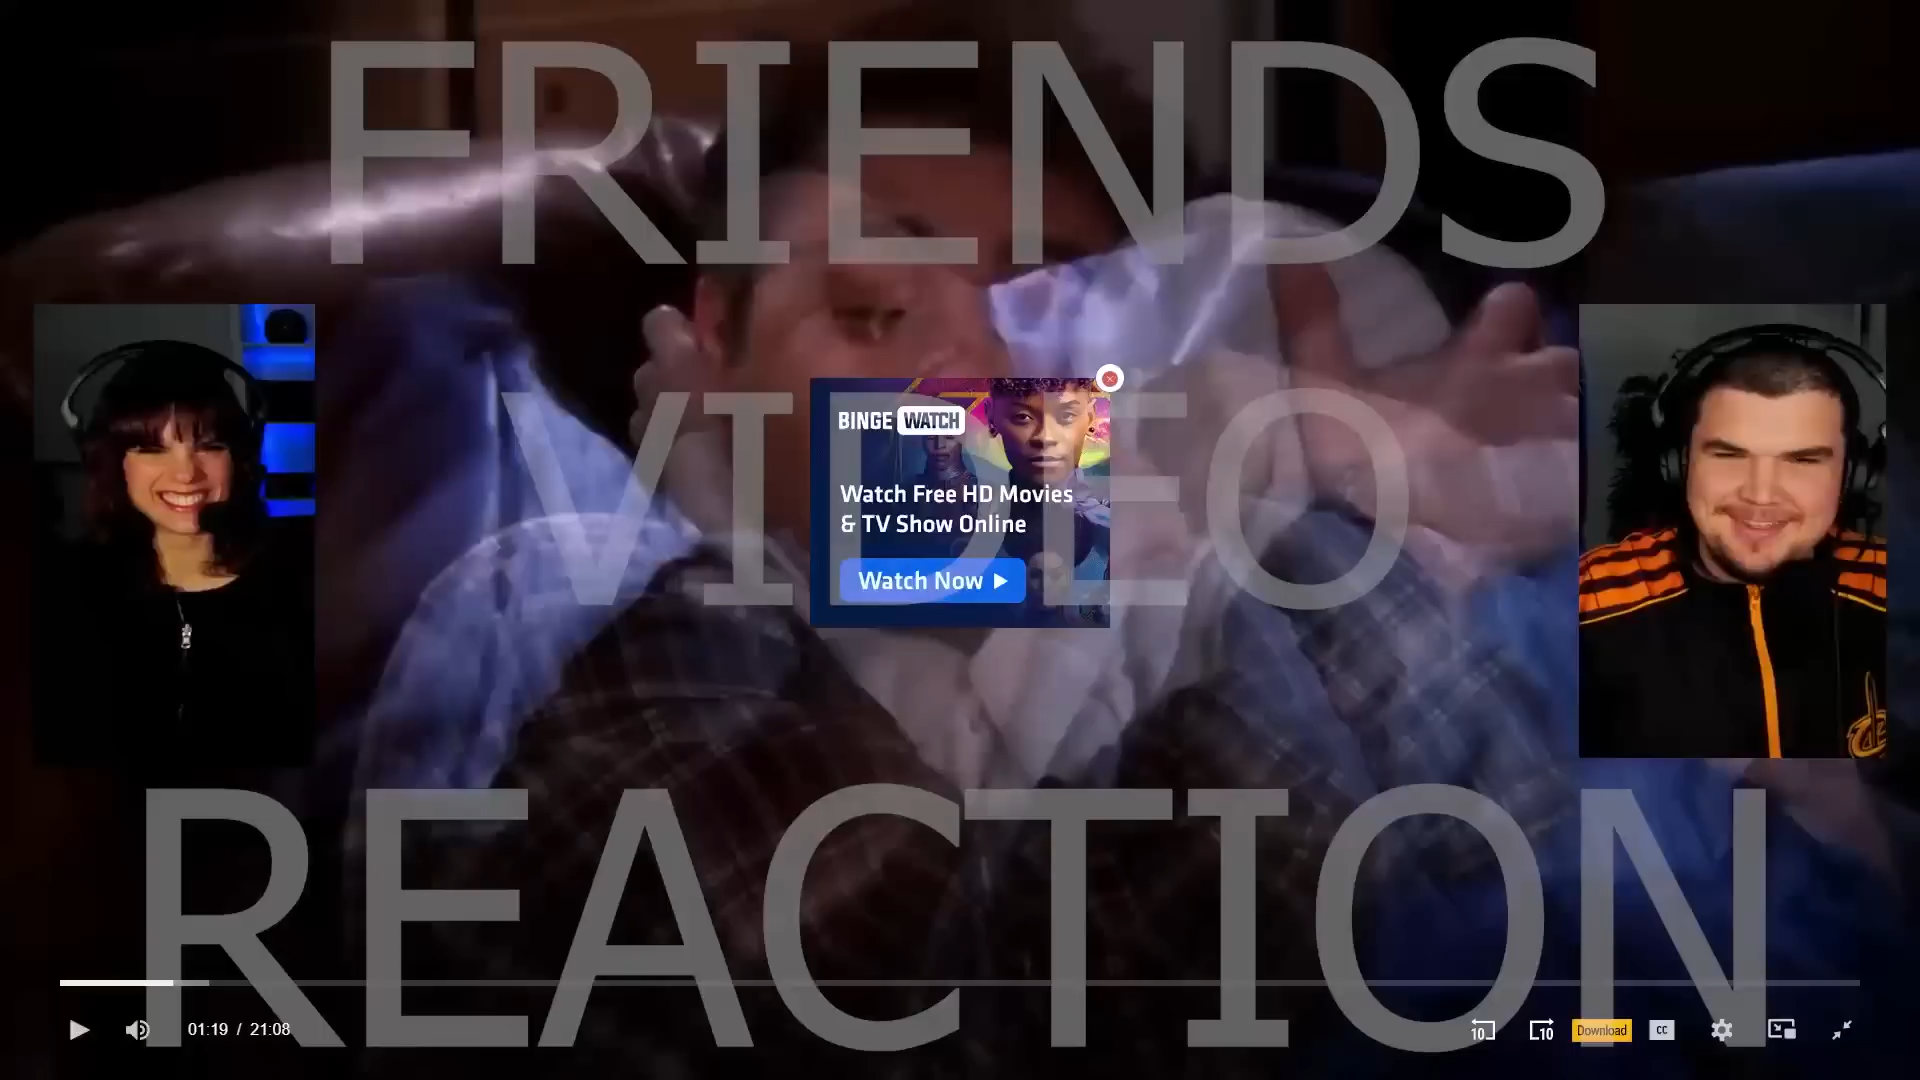 FRIENDS
VIDEO
BINGE WATCH
Watch Free HD Movies
& TV Show Online
Watch Now
REACTION
01:19 / 21:08
10
10
Download
CC